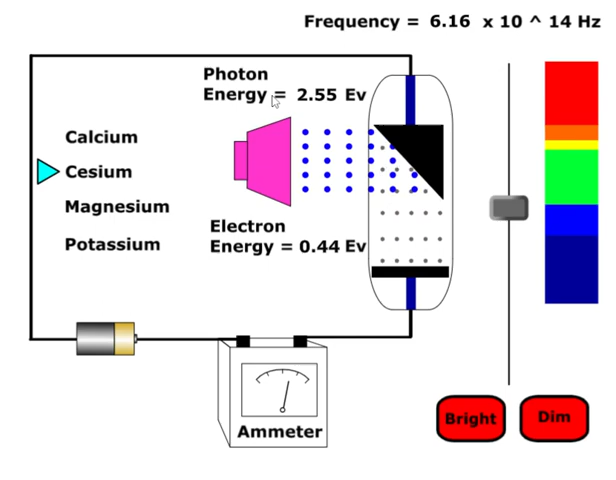 Frequency = 6.16 x 10 ^ 14 Hz
Photon
Energy = 2.55 Ev
Calcium
Cesium
Magnesium
Potassium
Electron
Energy = 0.44 Ev
Ammeter
Bright
Dim